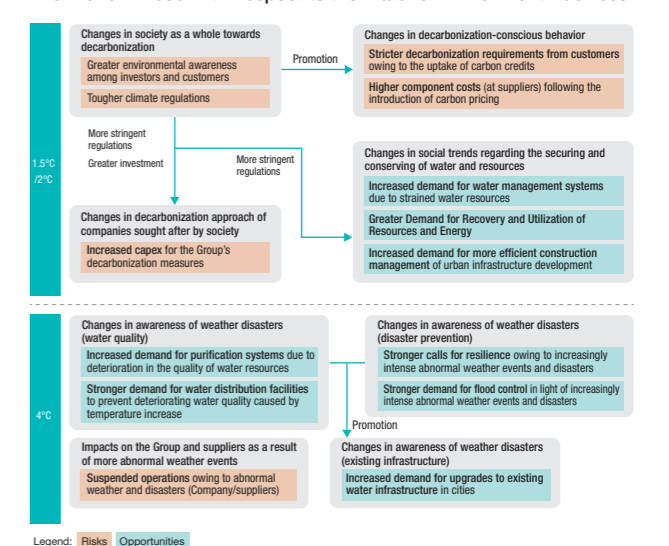 Changes in society as a whole towards
decarbonization
Greater environmental awareness
among investors and customers
Tougher climate regulations
Promotion
Changes in decarbonization-conscious behavior
Stricter decarbonization requirements from customers
owing to the uptake of carbon credits
Higher component costs (at suppliers) following the
introduction of carbon pricing
1.5°C
/2°C
More stringent
regulations
Greater investment
More stringent
regulations
Changes in social trends regarding the securing and
conserving of water and resources
Increased demand for water management systems
due to strained water resources
Greater Demand for Recovery and Utilization of
Resources and Energy
Increased demand for more efficient construction
management of urban infrastructure development
Changes in decarbonization approach of
companies sought after by society
Increased capex for the Group's
decarbonization measures
4°C
Changes in awareness of weather disasters
(water quality)
Increased demand for purification systems due to
deterioration in the quality of water resources
Stronger demand for water distribution facilities
to prevent deteriorating water quality caused by
temperature increase
Changes in awareness of weather disasters
(disaster prevention)
Stronger calls for resilience owing to increasingly
intense abnormal weather events and disasters
Stronger demand for flood control in light of increasingly
intense abnormal weather events and disasters
Promotion
Impacts on the Group and suppliers as a result
of more abnormal weather events
Suspended operations owing to abnormal
weather and disasters (Company/suppliers)
Changes in awareness of weather disasters
(existing infrastructure)
Increased demand for upgrades to existing
water infrastructure in cities
Legend: Risks Opportunities